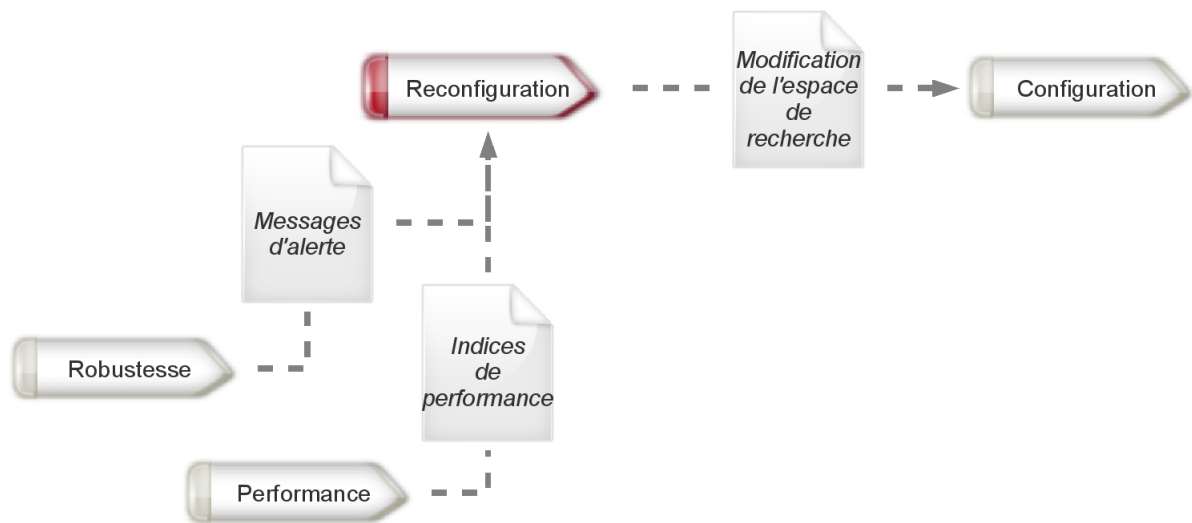 Reconfiguration
Modification
de l'espace
de
recherche
Configuration
Messages
d'alerte
Robustesse
Indices
de
performance
Performance